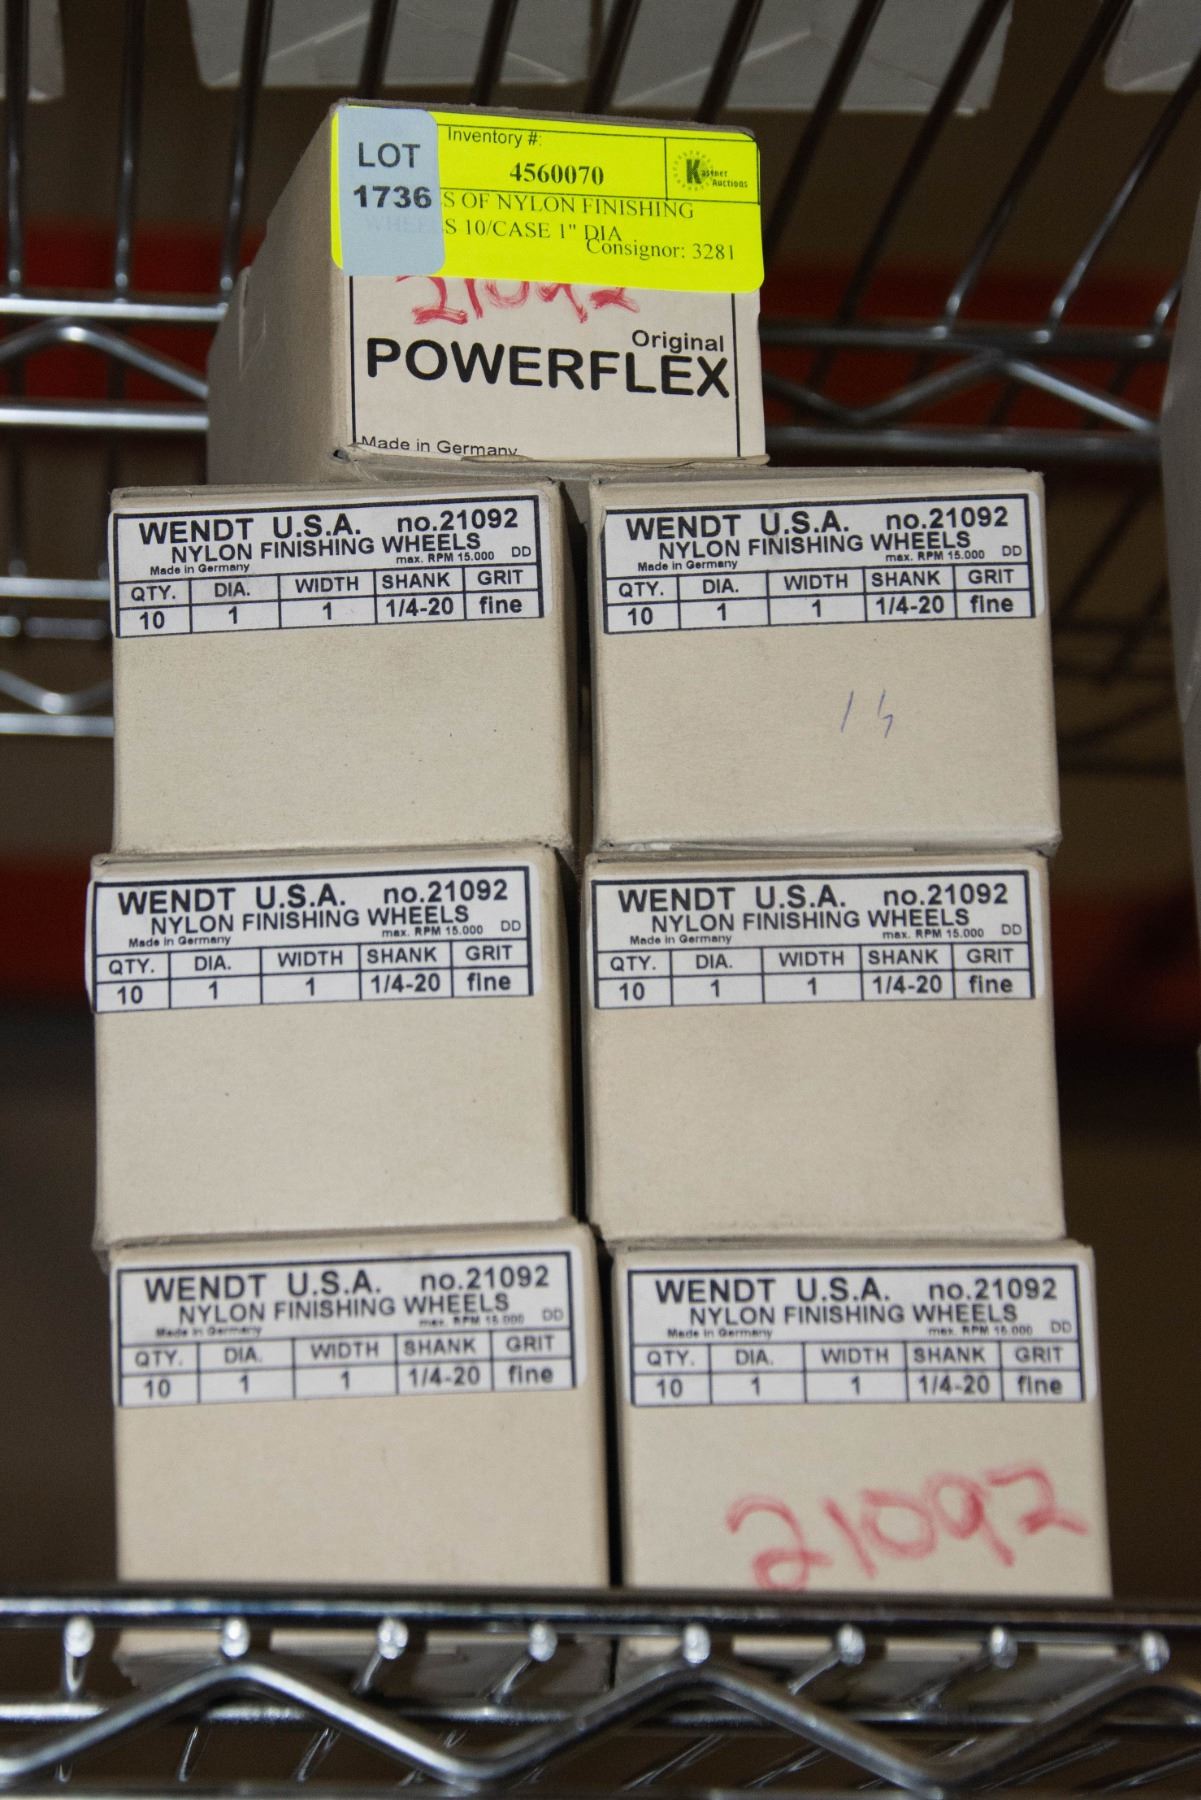 LOT
1736
Inventory #:
4560070
Kastner
Auctions
S OF NYLON FINISHING
WHEELS 10/CASE 1" DIA
Consignor: 3281
21092
Original
POWERFLEX
Made in Germany
WENDT U.S.A. no.21092
NYLON FINISHING WHEELS
Made in Germany max. RPM 15.000 DD
QTY. DIA. WIDTH SHANK GRIT
10 1 1 1/4-20 fine
WENDT U.S.A. no.21092
NYLON FINISHING WHEELS
Made in Germany max. RPM 15.000 DD
QTY. DIA. WIDTH SHANK GRIT
10 1 1 1/4-20 fine
WENDT U.S.A. no.21092
NYLON FINISHING WHEELS
Made in Germany max. RPM 15.000 DD
QTY. DIA. WIDTH SHANK GRIT
10 1 1 1/4-20 fine
WENDT U.S.A. no.21092
NYLON FINISHING WHEELS
Made in Germany max. RPM 15.000 DD
QTY. DIA. WIDTH SHANK GRIT
10 1 1 1/4-20 fine
WENDT U.S.A. no.21092
NYLON FINISHING WHEELS
Made in Germany max. RPM 15.000 DD
QTY. DIA. WIDTH SHANK GRIT
10 1 1 1/4-20 fine
WENDT U.S.A. no.21092
NYLON FINISHING WHEELS
Made in Germany max. RPM 15.000 DD
QTY. DIA. WIDTH SHANK GRIT
10 1 1 1/4-20 fine
21092